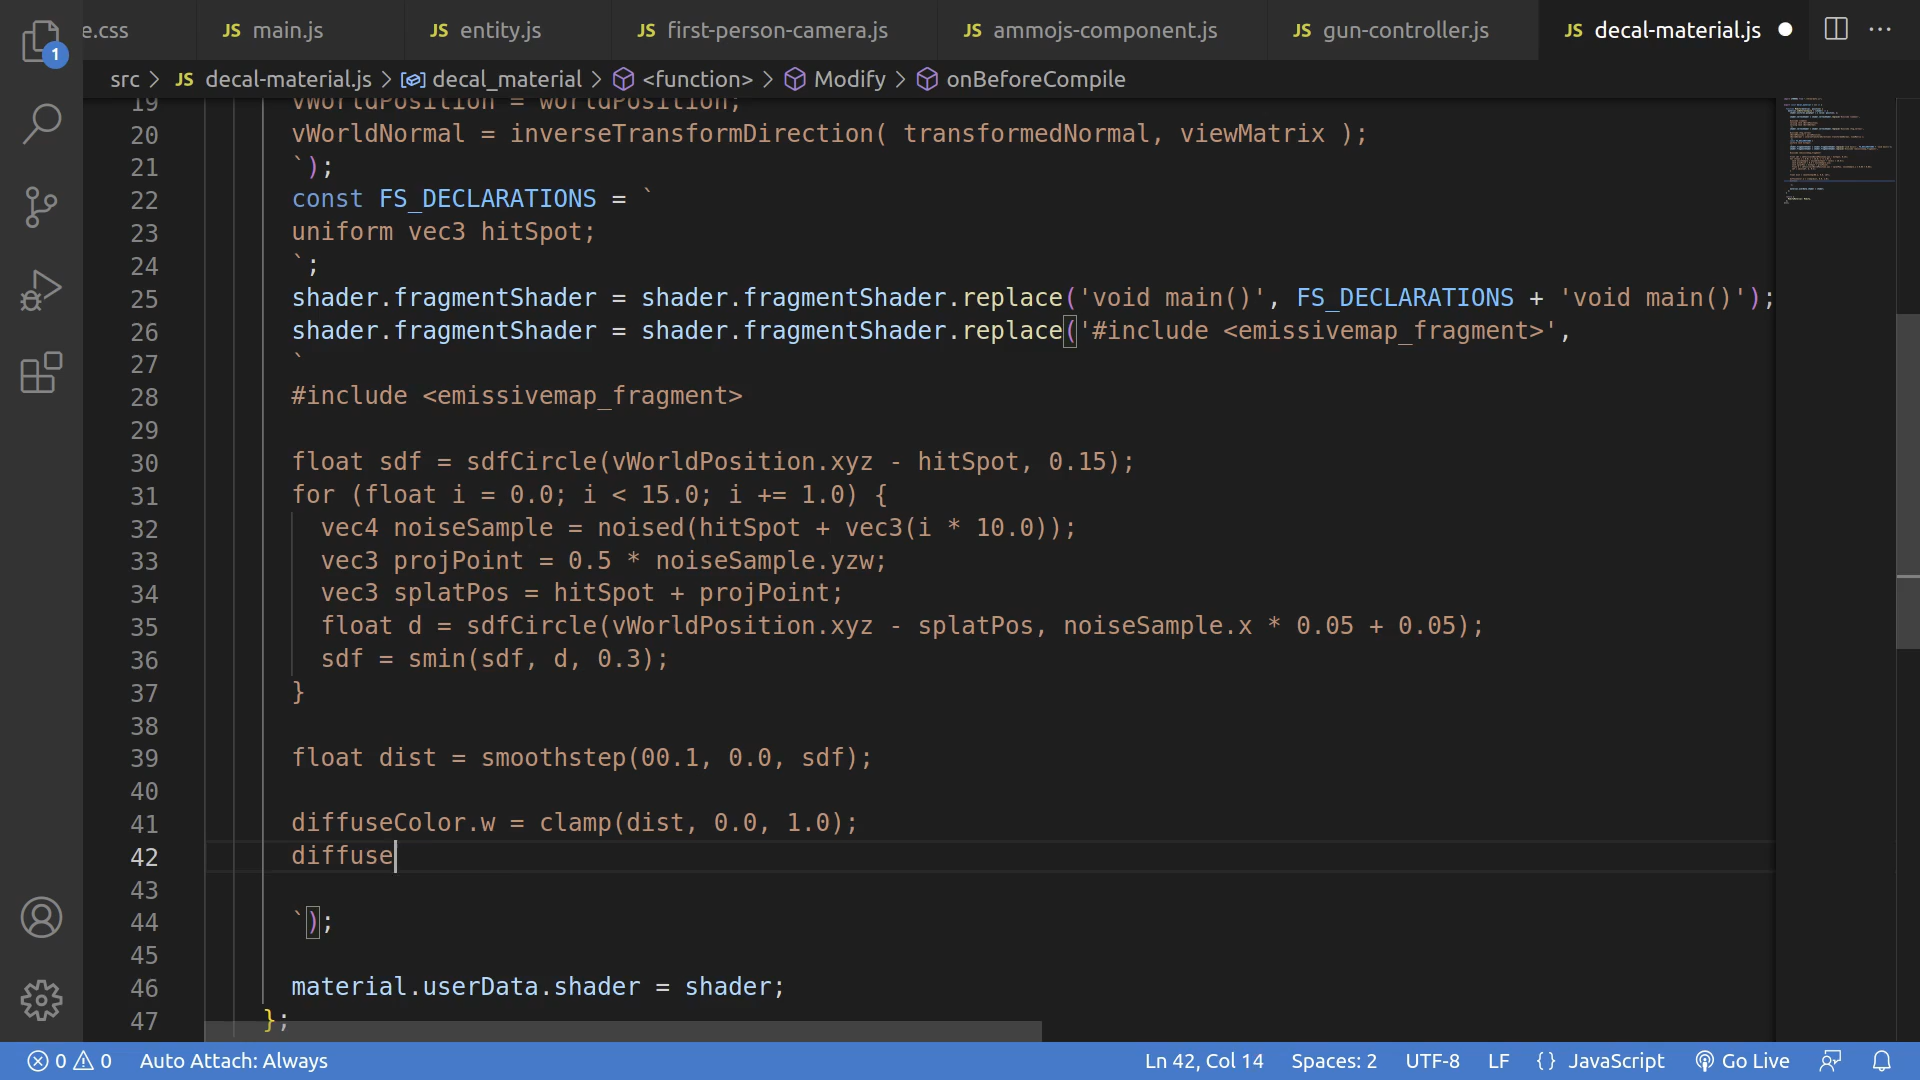 e.css JS main.js JS entity.js JS first-person-camera.js JS ammojs-component.js JS gun-controller.js JS decal-material.js
1
src > JS decal-material.js > decal_material > <function> > Modify > onBeforeCompile
19 vWorldPosition = worldPosition;
20 vWorldNormal = inverseTransformDirection( transformedNormal, viewMatrix );
21 `);
22 const FS_DECLARATIONS = `
23 uniform vec3 hitSpot;
24 `;
25 shader.fragmentShader = shader.fragmentShader.replace('void main()', FS_DECLARATIONS + 'void main()');
26 shader.fragmentShader = shader.fragmentShader.replace('#include <emissivemap_fragment>',
27 `
28 #include <emissivemap_fragment>
29
30 float sdf = sdfCircle(vWorldPosition.xyz - hitSpot, 0.15);
31 for (float i = 0.0; i < 15.0; i += 1.0) {
32 vec4 noiseSample = noised(hitSpot + vec3(i * 10.0));
33 vec3 projPoint = 0.5 * noiseSample.yzw;
34 vec3 splatPos = hitSpot + projPoint;
35 float d = sdfCircle(vWorldPosition.xyz - splatPos, noiseSample.x * 0.05 + 0.05);
36 sdf = smin(sdf, d, 0.3);
37 }
38
39 float dist = smoothstep(00.1, 0.0, sdf);
40
41 diffuseColor.w = clamp(dist, 0.0, 1.0);
42 diffuse
43
44 `);
45
46 material.userData.shader = shader;
47 };
0 0 Auto Attach: Always Ln 42, Col 14 Spaces: 2 UTF-8 LF {} JavaScript Go Live